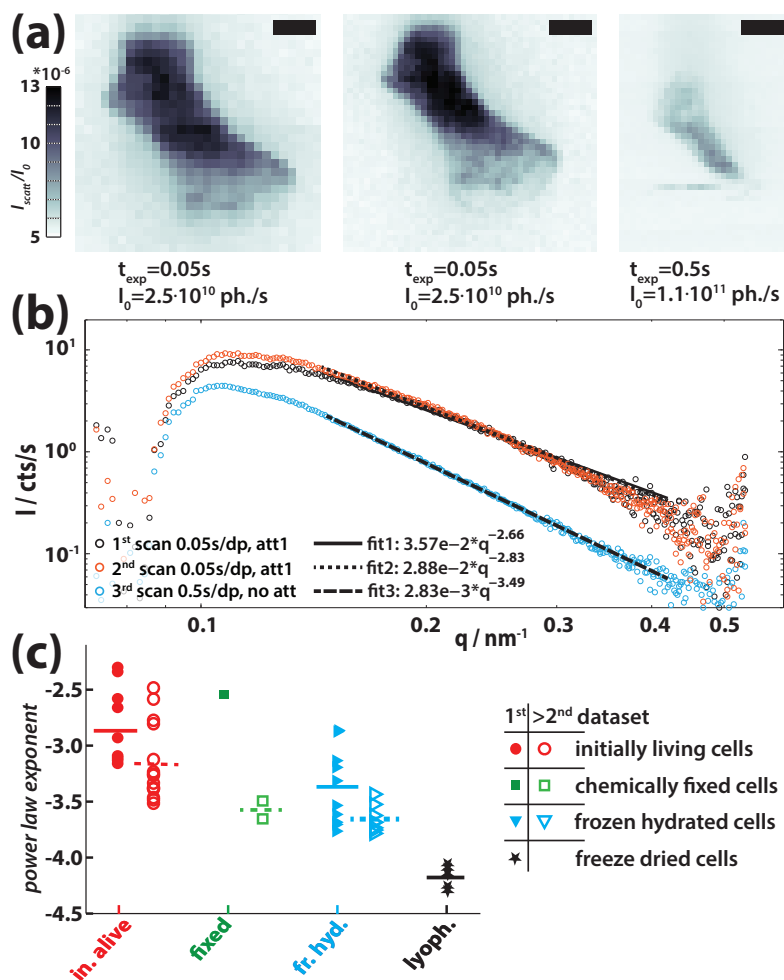 (a)
*10⁻⁶
13
10
5
I_scatt/I_0
t_exp=0.05s
I_0=2.5·10¹⁰ ph./s
t_exp=0.05s
I_0=2.5·10¹⁰ ph./s
t_exp=0.5s
I_0=1.1·10¹¹ ph./s
(b)
10¹
10⁰
10⁻¹
I / cts/s
1ˢᵗ scan 0.05s/dp, att1
2ⁿᵈ scan 0.05s/dp, att1
3ʳᵈ scan 0.5s/dp, no att
fit1: 3.57e−2*q⁻²·⁶⁶
fit2: 2.88e−2*q⁻²·⁸³
fit3: 2.83e−3*q⁻³·⁴⁹
0.1
0.2
0.3
0.4
0.5
q / nm⁻¹
(c)
-2.5
-3.0
-3.5
-4.0
-4.5
power law exponent
in. alive
fixed
fr. hyd.
lyoph.
1ˢᵗ >2ⁿᵈ dataset
initially living cells
chemically fixed cells
frozen hydrated cells
freeze dried cells